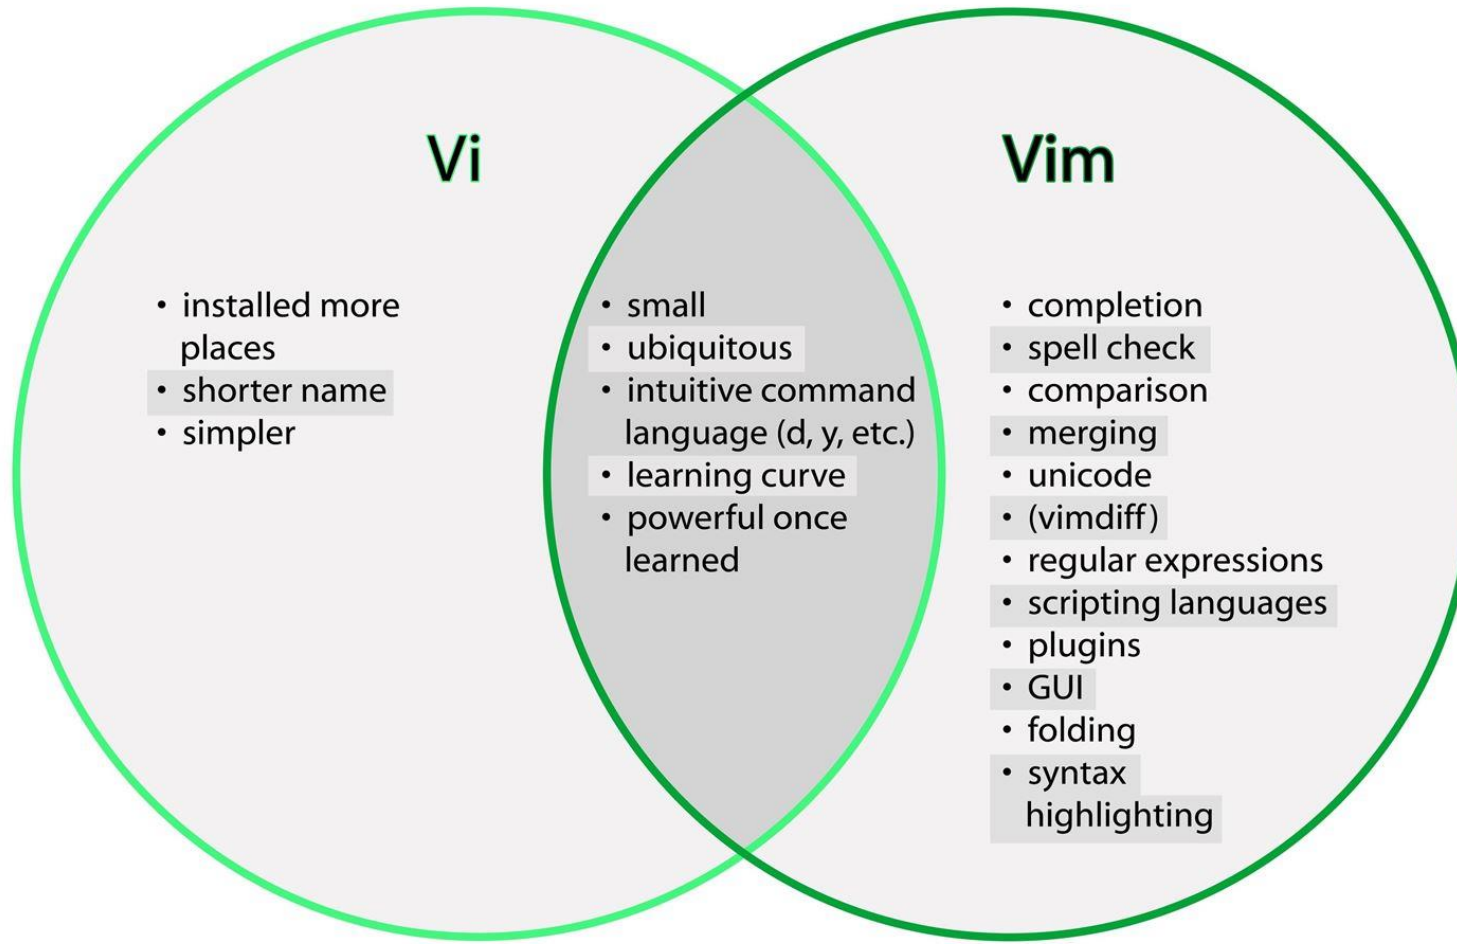 Vi
• installed more
places
• shorter name
• simpler
• small
• ubiquitous
• intuitive command
language (d, y, etc.)
• learning curve
• powerful once
learned
Vim
• completion
• spell check
• comparison
• merging
• unicode
• (vimdiff)
• regular expressions
• scripting languages
• plugins
• GUI
• folding
• syntax
highlighting